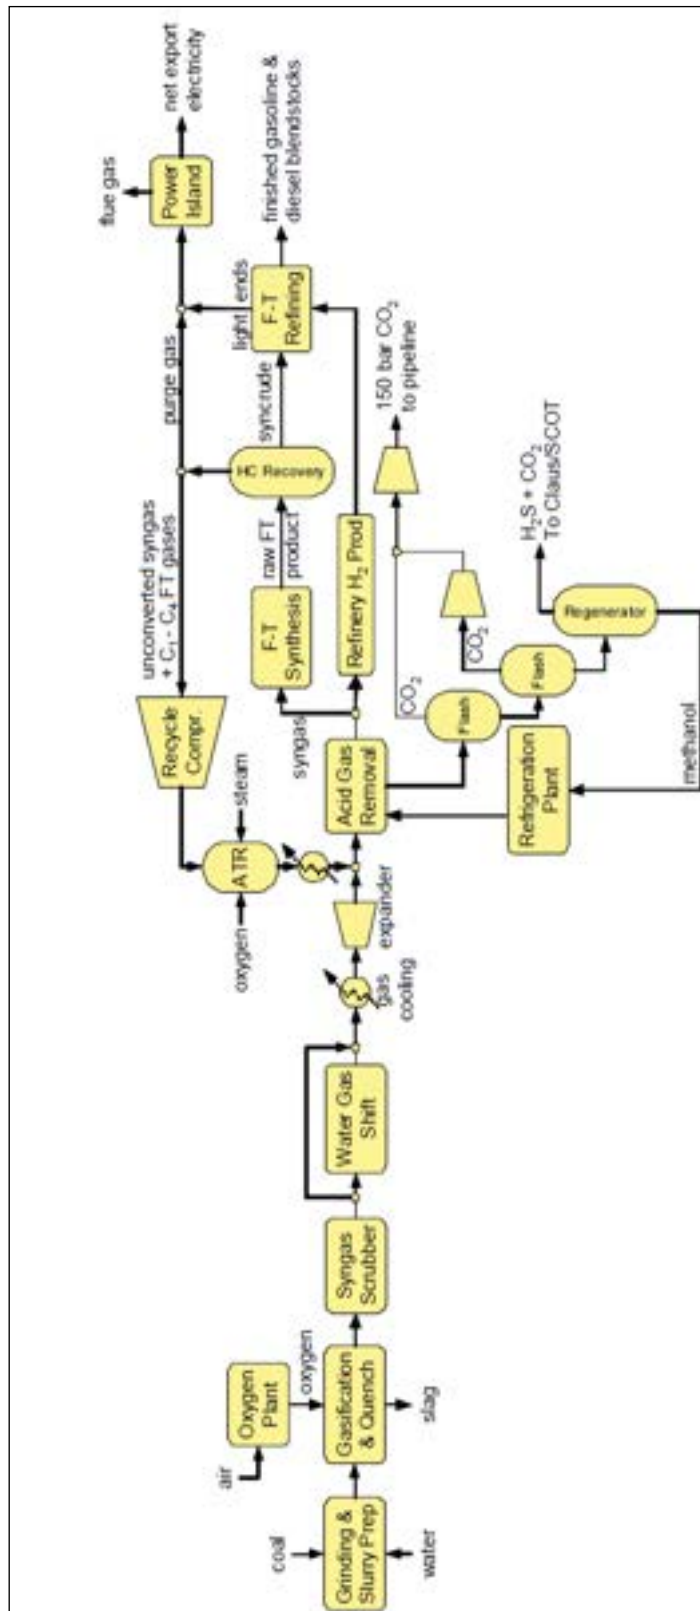 coal
Grinding &
Slurry Prep
water
air
Oxygen
Plant
oxygen
Gasification
& Quench
slag
Syngas
Scrubber
Water Gas
Shift
gas
cooling
expander
oxygen
ATR
steam
Recycle
Compr.
unconverted syngas
+ C₁ - C₄ FT gases
purge gas
Acid Gas
Removal
syngas
F-T
Synthesis
raw FT
product
HC Recovery
syncrude
F-T
Refining
light ends
finished gasoline &
diesel blendstocks
Power
Island
flue gas
net export
electricity
Refinery H₂ Prod
Refrigeration
Plant
methanol
Flash
CO₂
Flash
CO₂
Regenerator
150 bar CO₂
to pipeline
H₂S + CO₂
To Claus/SCOT